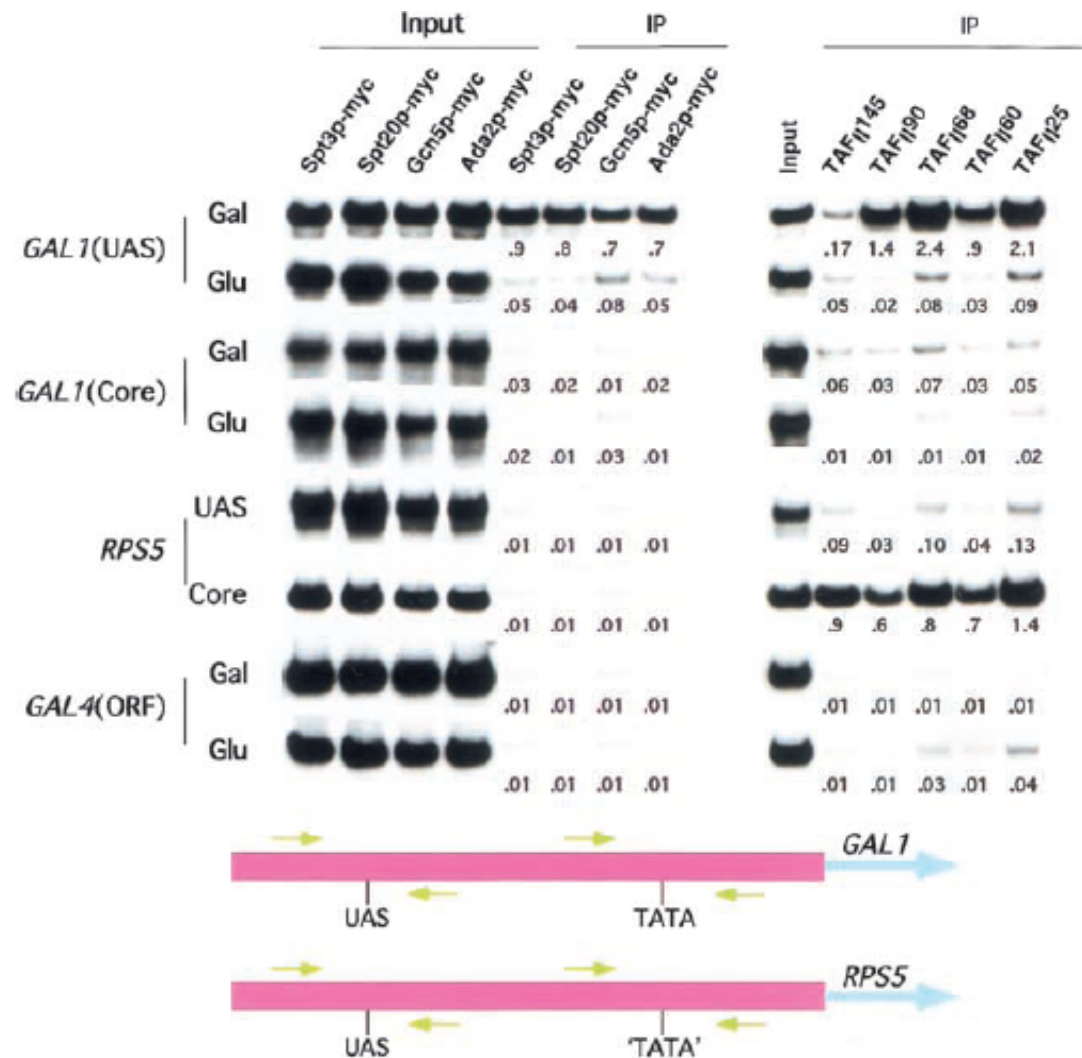 Input IP IP
Spt3p-myc Spt20p-myc Gcn5p-myc Ada2p-myc Spt3p-myc Spt20p-myc Gcn5p-myc Ada2p-myc Input TAFII145 TAFII90 TAFII68 TAFII60 TAFII25
GAL1(UAS)
Gal
.9 .8 .7 .7 .17 1.4 2.4 .9 2.1
Glu
.05 .04 .08 .05 .05 .02 .08 .03 .09
GAL1(Core)
Gal
.03 .02 .01 .02 .06 .03 .07 .03 .05
Glu
.02 .01 .03 .01 .01 .01 .01 .01 .02
RPS5
UAS
.01 .01 .01 .01 .09 .03 .10 .04 .13
Core
.01 .01 .01 .01 .9 .6 .8 .7 1.4
GAL4(ORF)
Gal
.01 .01 .01 .01 .01 .01 .01 .01 .01
Glu
.01 .01 .01 .01 .01 .01 .03 .01 .04
GAL1
UAS TATA
RPS5
UAS 'TATA'